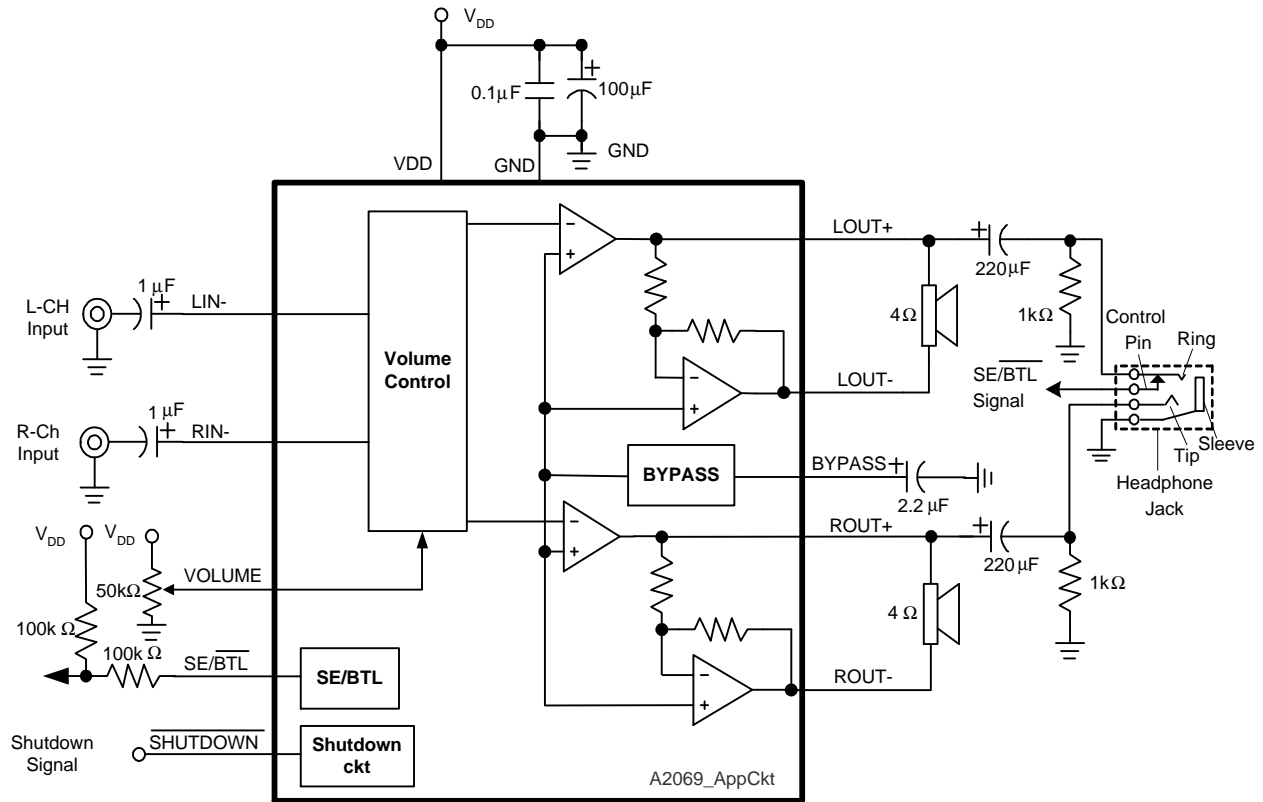 V_DD
0.1µF
100µF
GND
VDD
GND
LOUT+
220µF
1 µF
L-CH
Input
LIN-
4 Ω
1kΩ
Control
Pin
Ring
Volume
Control
LOUT-
SE/BTL
Signal
1 µF
R-Ch
Input
RIN-
Tip
Sleeve
BYPASS
BYPASS
2.2 µF
Headphone
Jack
V_DD
V_DD
ROUT+
220µF
VOLUME
50kΩ
1kΩ
4 Ω
100k Ω
100k Ω
SE/BTL
SE/BTL
ROUT-
Shutdown
Signal
SHUTDOWN
Shutdown
ckt
A2069_AppCkt